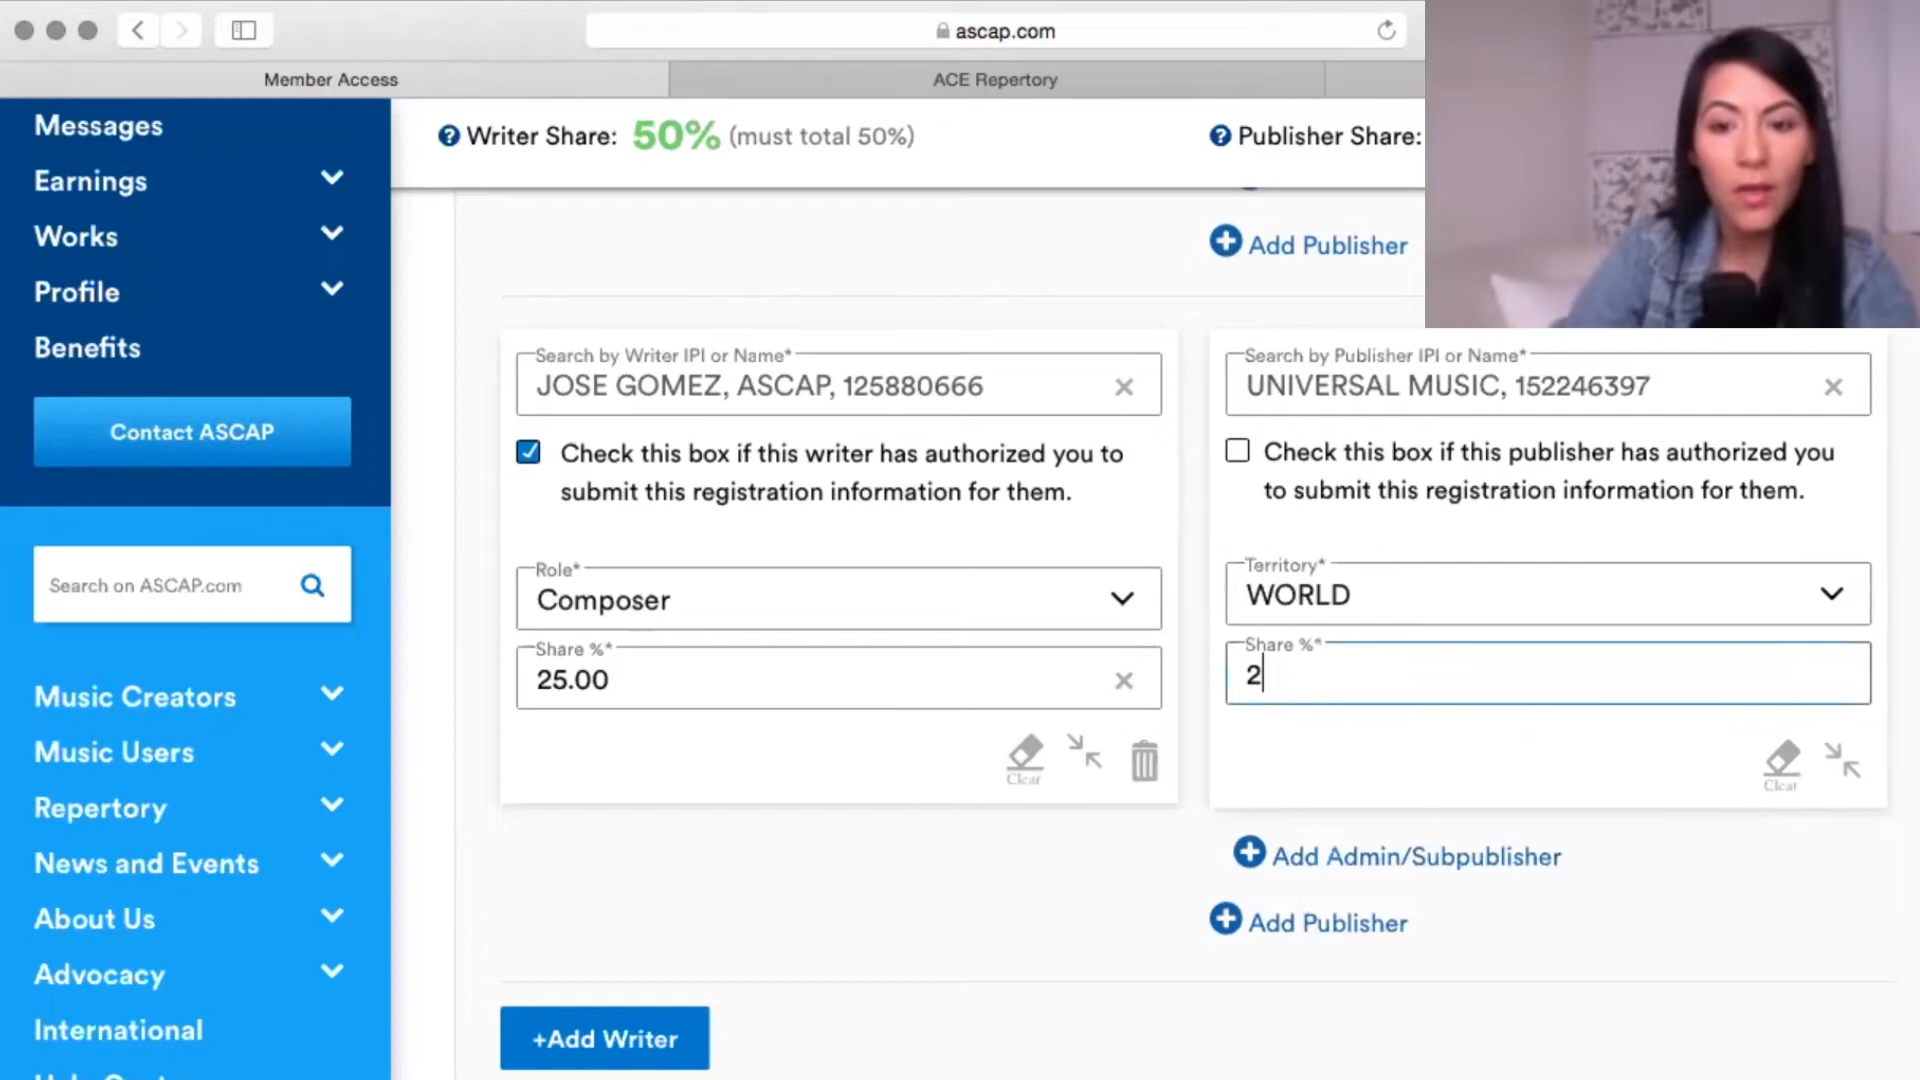 ascap.com
Member Access
ACE Repertory
Messages
Earnings
Works
Profile
Benefits
Contact ASCAP
Search on ASCAP.com
Music Creators
Music Users
Repertory
News and Events
About Us
Advocacy
International
Writer Share: 50% (must total 50%)
Publisher Share:
Add Publisher
Search by Writer IPI or Name*
JOSE GOMEZ, ASCAP, 125880666
Check this box if this writer has authorized you to
submit this registration information for them.
Role*
Composer
Share %*
25.00
Clear
Search by Publisher IPI or Name*
UNIVERSAL MUSIC, 152246397
Check this box if this publisher has authorized you
to submit this registration information for them.
Territory*
WORLD
Share %*
2
Clear
Add Admin/Subpublisher
Add Publisher
+Add Writer